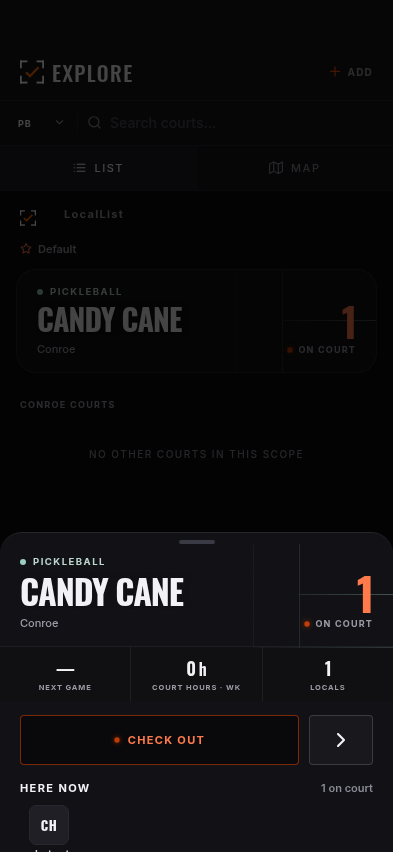 EXPLORE
ADD
PB
Search courts...
LIST
MAP
LocalList
Default
PICKLEBALL
CANDY CANE
Conroe
1
ON COURT
CONROE COURTS
NO OTHER COURTS IN THIS SCOPE
PICKLEBALL
CANDY CANE
Conroe
1
ON COURT
—
NEXT GAME
0 h
COURT HOURS · WK
1
LOCALS
CHECK OUT
HERE NOW
1 on court
CH